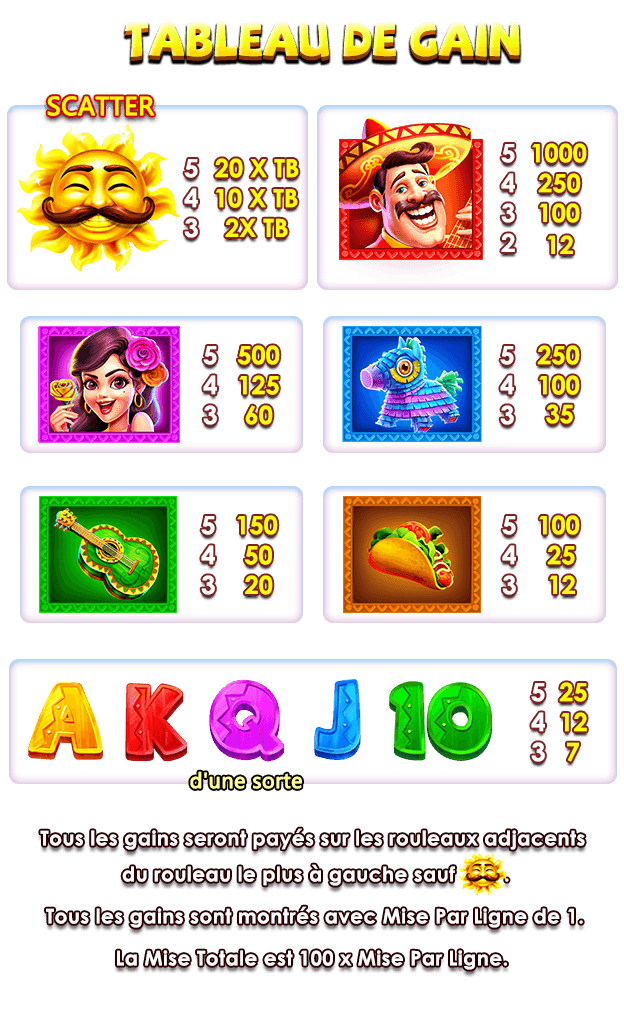 TABLEAU DE GAIN
SCATTER
5 20 X TB
4 10 X TB
3 2X TB
5 1000
4 250
3 100
2 12
5 500
4 125
3 60
5 250
4 100
3 35
5 150
4 50
3 20
5 100
4 25
3 12
A K Q J 10
5 25
4 12
3 7
d'une sorte
Tous les gains seront payés sur les rouleaux adjacents
du rouleau le plus à gauche sauf .
Tous les gains sont montrés avec Mise Par Ligne de 1.
La Mise Totale est 100 x Mise Par Ligne.